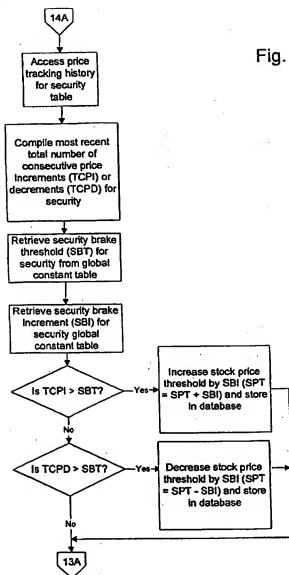 14A
Fig.
Access price
tracking history
for security
table
Compile most recent
total number of
consecutive price
Increments (TCPI) or
decrements (TCPD) for
security
Retrieve security brake
threshold (SBT) for
security from global
constant table
Retrieve security brake
Increment (SBI) for
security global
constant table
Is TCPI > SBT?
Yes
Increase stock price
threshold by SBI (SPT
= SPT + SBI) and store
in database
No
Is TCPD > SBT?
Yes
Decrease stock price
threshold by SBI (SPT
= SPT - SBI) and store
in database
No
13A